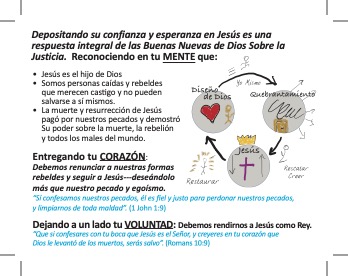 Depositando su confianza y esperanza en Jesús es una
respuesta integral de las Buenas Nuevas de Dios Sobre la
Justicia. Reconociendo en tu MENTE que:
• Jesús es el hijo de Dios
• Somos personas caídas y rebeldes
que merecen castigo y no pueden
salvarse a sí mismos.
• La muerte y resurrección de Jesús
pagó por nuestros pecados y demostró
Su poder sobre la muerte, la rebelión
y todos los males del mundo.
Diseño
de Dios
Yo Kisme
Quebrantamiento
Jesús
Restaurar
Rescatar
Creer
Entregando tu CORAZÓN:
Debemos renunciar a nuestras formas
rebeldes y seguir a Jesús—deseándolo
más que nuestro pecado y egoísmo.
"Si confesamos nuestros pecados, él es fiel y justo para perdonar nuestros pecados,
y limpiarnos de toda maldad". (1 John 1:9)
Dejando a un lado tu VOLUNTAD: Debemos rendirnos a Jesús como Rey.
"Que si confesares con tu boca que Jesús es el Señor, y creyeres en tu corazón que
Dios le levantó de los muertos, serás salvo". (Romans 10:9)